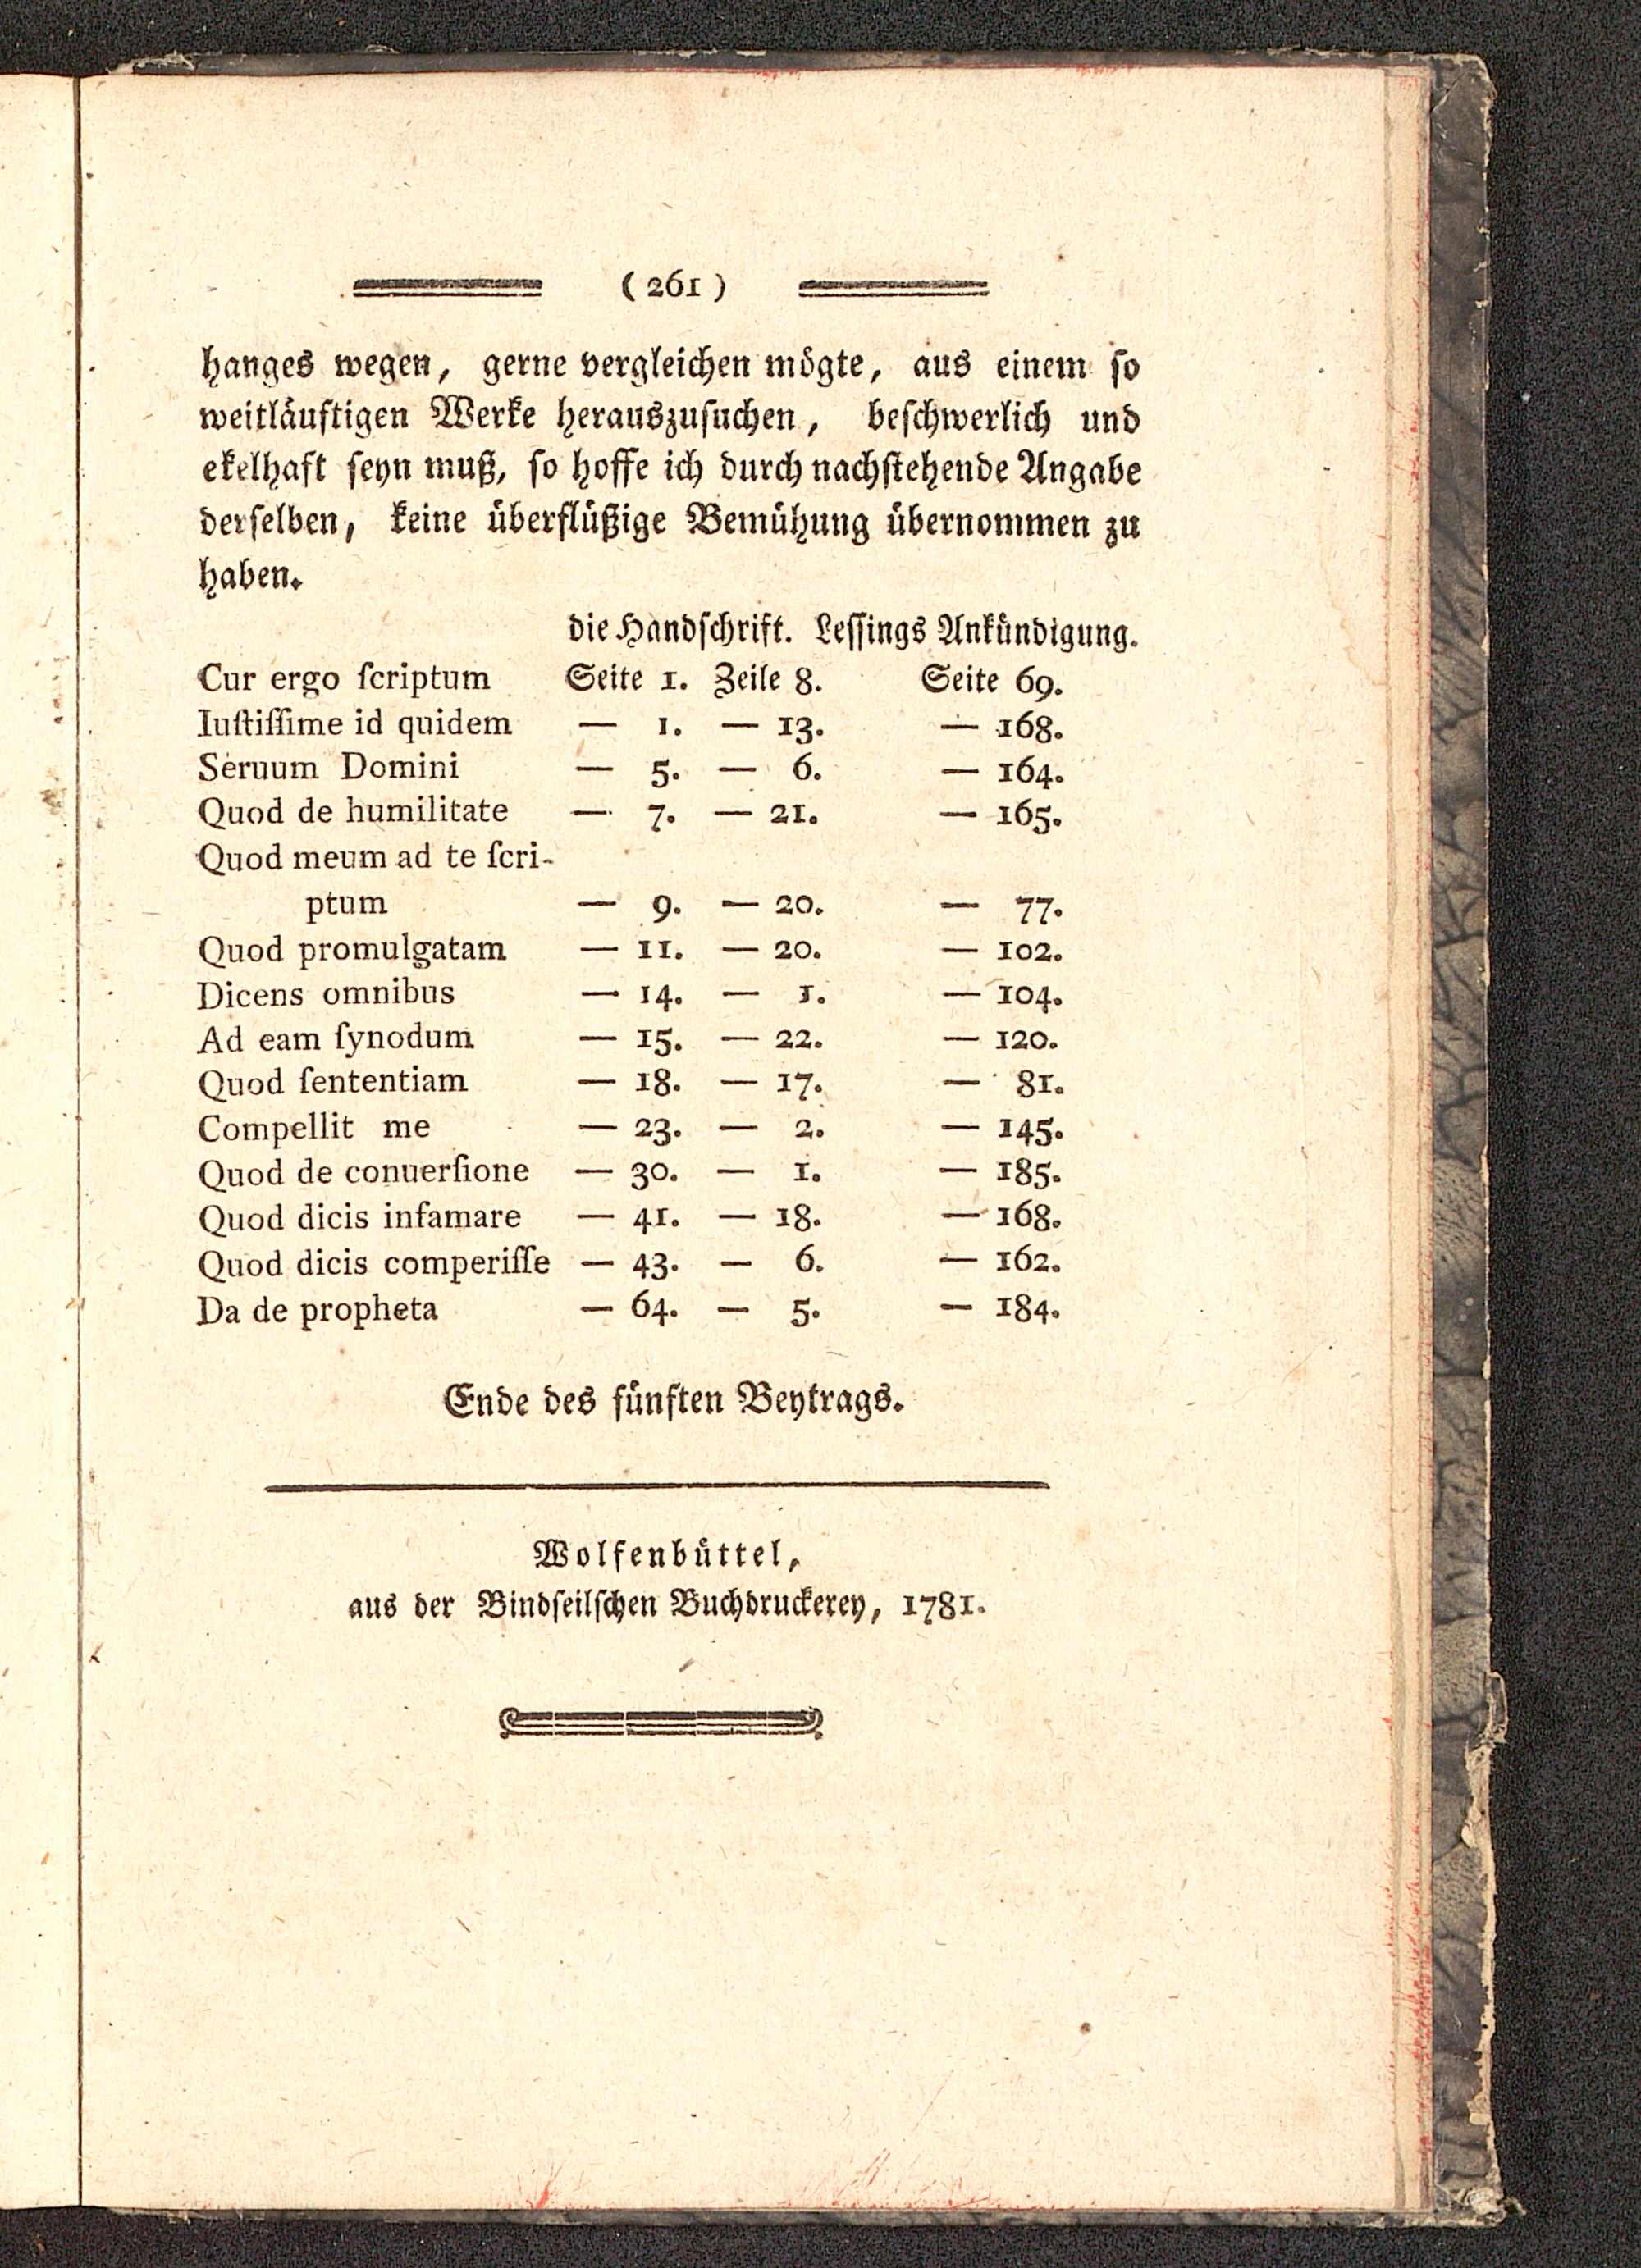 ( 261 )
hanges wegen, gerne vergleichen mögte, aus einem so
weitläuftigen Werke herauszusuchen, beschwerlich und
ekelhaft seyn muß, so hoffe ich durch nachstehende Angabe
derselben, keine überflüßige Bemühung übernommen zu
haben.
die Handschrift. Lessings Ankündigung.
Cur ergo ſcriptum Seite 1. Zeile 8. Seite 69.
Iuſtiſſime id quidem — 1. — 13. — 168.
Seruum Domini — 5. — 6. — 164.
Quod de humilitate — 7. — 21. — 165.
Quod meum ad te ſcri-
ptum — 9. — 20. — 77.
Quod promulgatam — 11. — 20. — 102.
Dicens omnibus — 14. — 1. — 104.
Ad eam ſynodum — 15. — 22. — 120.
Quod ſententiam — 18. — 17. — 81.
Compellit me — 23. — 2. — 145.
Quod de conuerſione — 30. — 1. — 185.
Quod dicis infamare — 41. — 18. — 168.
Quod dicis comperiſſe — 43. — 6. — 162.
Da de propheta — 64. — 5. — 184.
Ende des fünften Beytrags.
Wolfenbüttel,
aus der Bindseilschen Buchdruckerey, 1781.